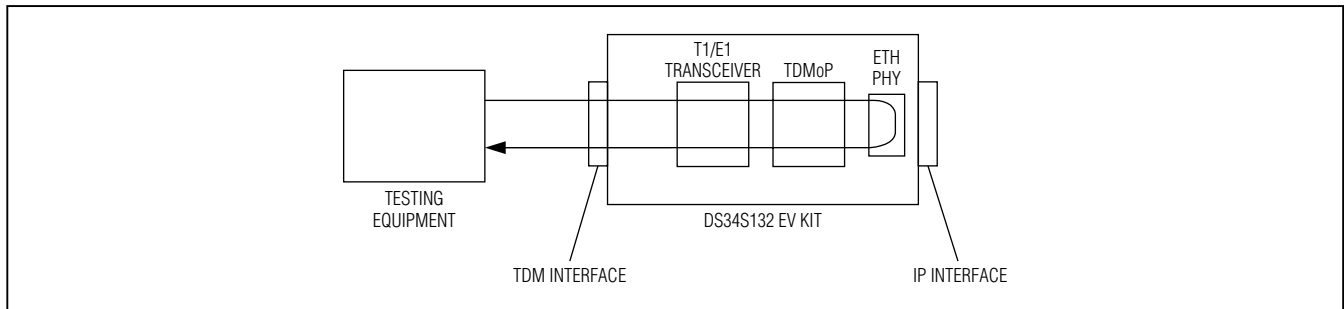 T1/E1
TRANSCEIVER
TDMoP
ETH
PHY
TESTING
EQUIPMENT
DS34S132 EV KIT
TDM INTERFACE
IP INTERFACE